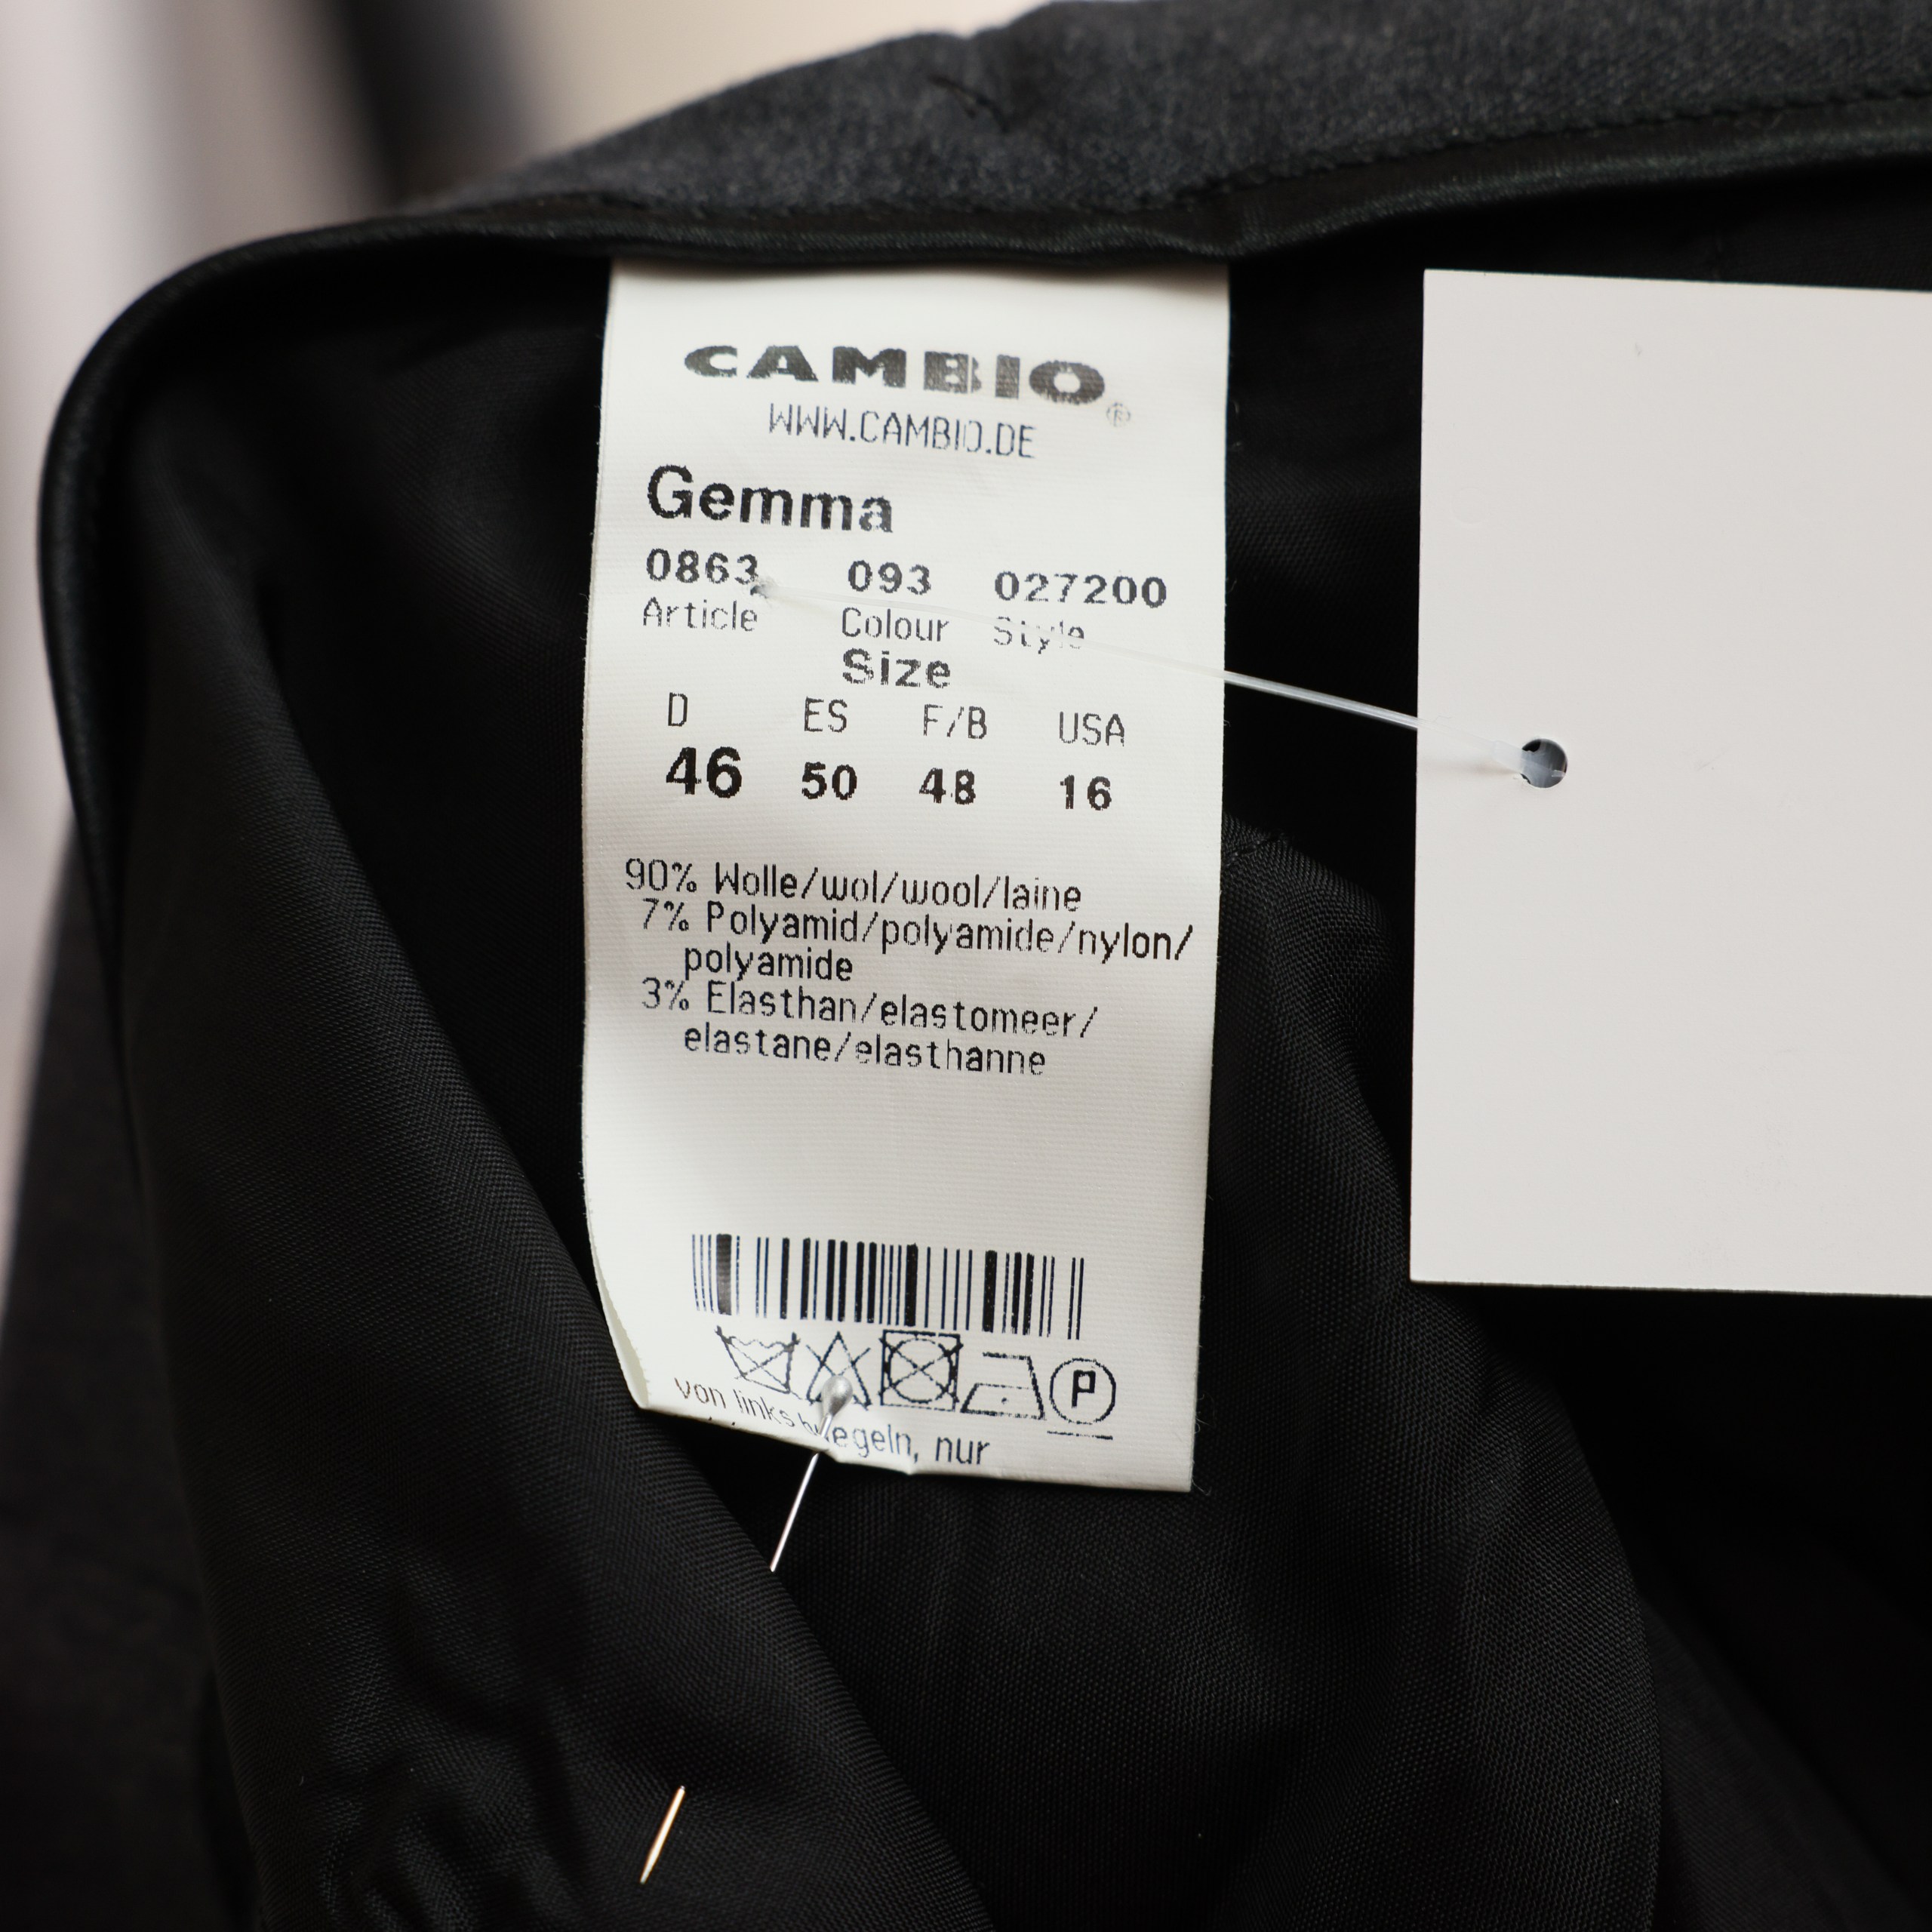 CAMBIO®
WWW.CAMBIO.DE
Gemma
0863 093 027200
Article Colour Style
Size
D ES F/B USA
46 50 48 16
90% Wolle/wol/wool/laine
7% Polyamid/polyamide/nylon/
polyamide
3% Elasthan/elastomeer/
elastane/elasthanne
P
von links nur